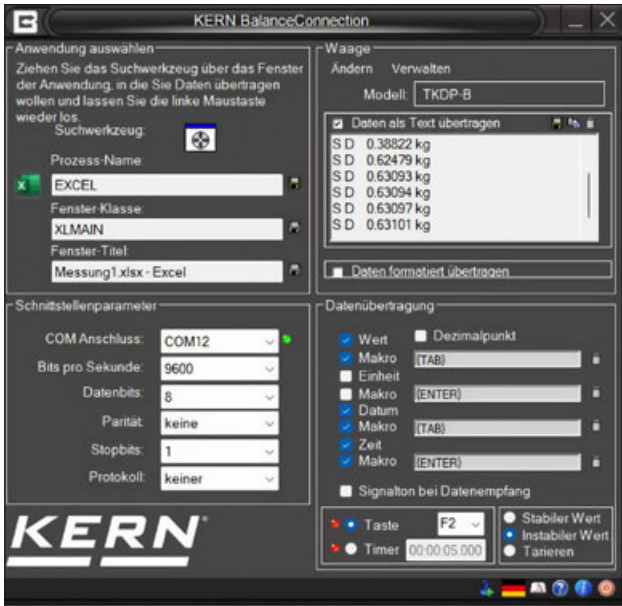 KERN BalanceConnection
Anwendung auswählen
Ziehen Sie das Suchwerkzeug über das Fenster
der Anwendung, in die Sie Daten übertragen
wollen und lassen Sie die linke Maustaste
wieder los.
Suchwerkzeug:
Prozess-Name:
EXCEL
Fenster-Klasse:
XLMAIN
Fenster-Titel:
Messung1.xlsx - Excel
Waage
Ändern Verwalten
Modell: TKDP-B
Daten als Text übertragen
S D 0.38822 kg
S D 0.62479 kg
S D 0.63093 kg
S D 0.63094 kg
S D 0.63097 kg
S D 0.63101 kg
Daten formatiert übertragen
Schnittstellenparameter
COM Anschluss: COM12
Bits pro Sekunde: 9600
Datenbits: 8
Parität: keine
Stopbits: 1
Protokoll: keiner
KERN
Datenübertragung
Wert Dezimalpunkt
Makro {TAB}
Einheit
Makro {ENTER}
Datum
Makro {TAB}
Zeit
Makro {ENTER}
Signalton bei Datenempfang
Taste F2
Timer 00:00:05.000
Stabiler Wert
Instabiler Wert
Tarieren